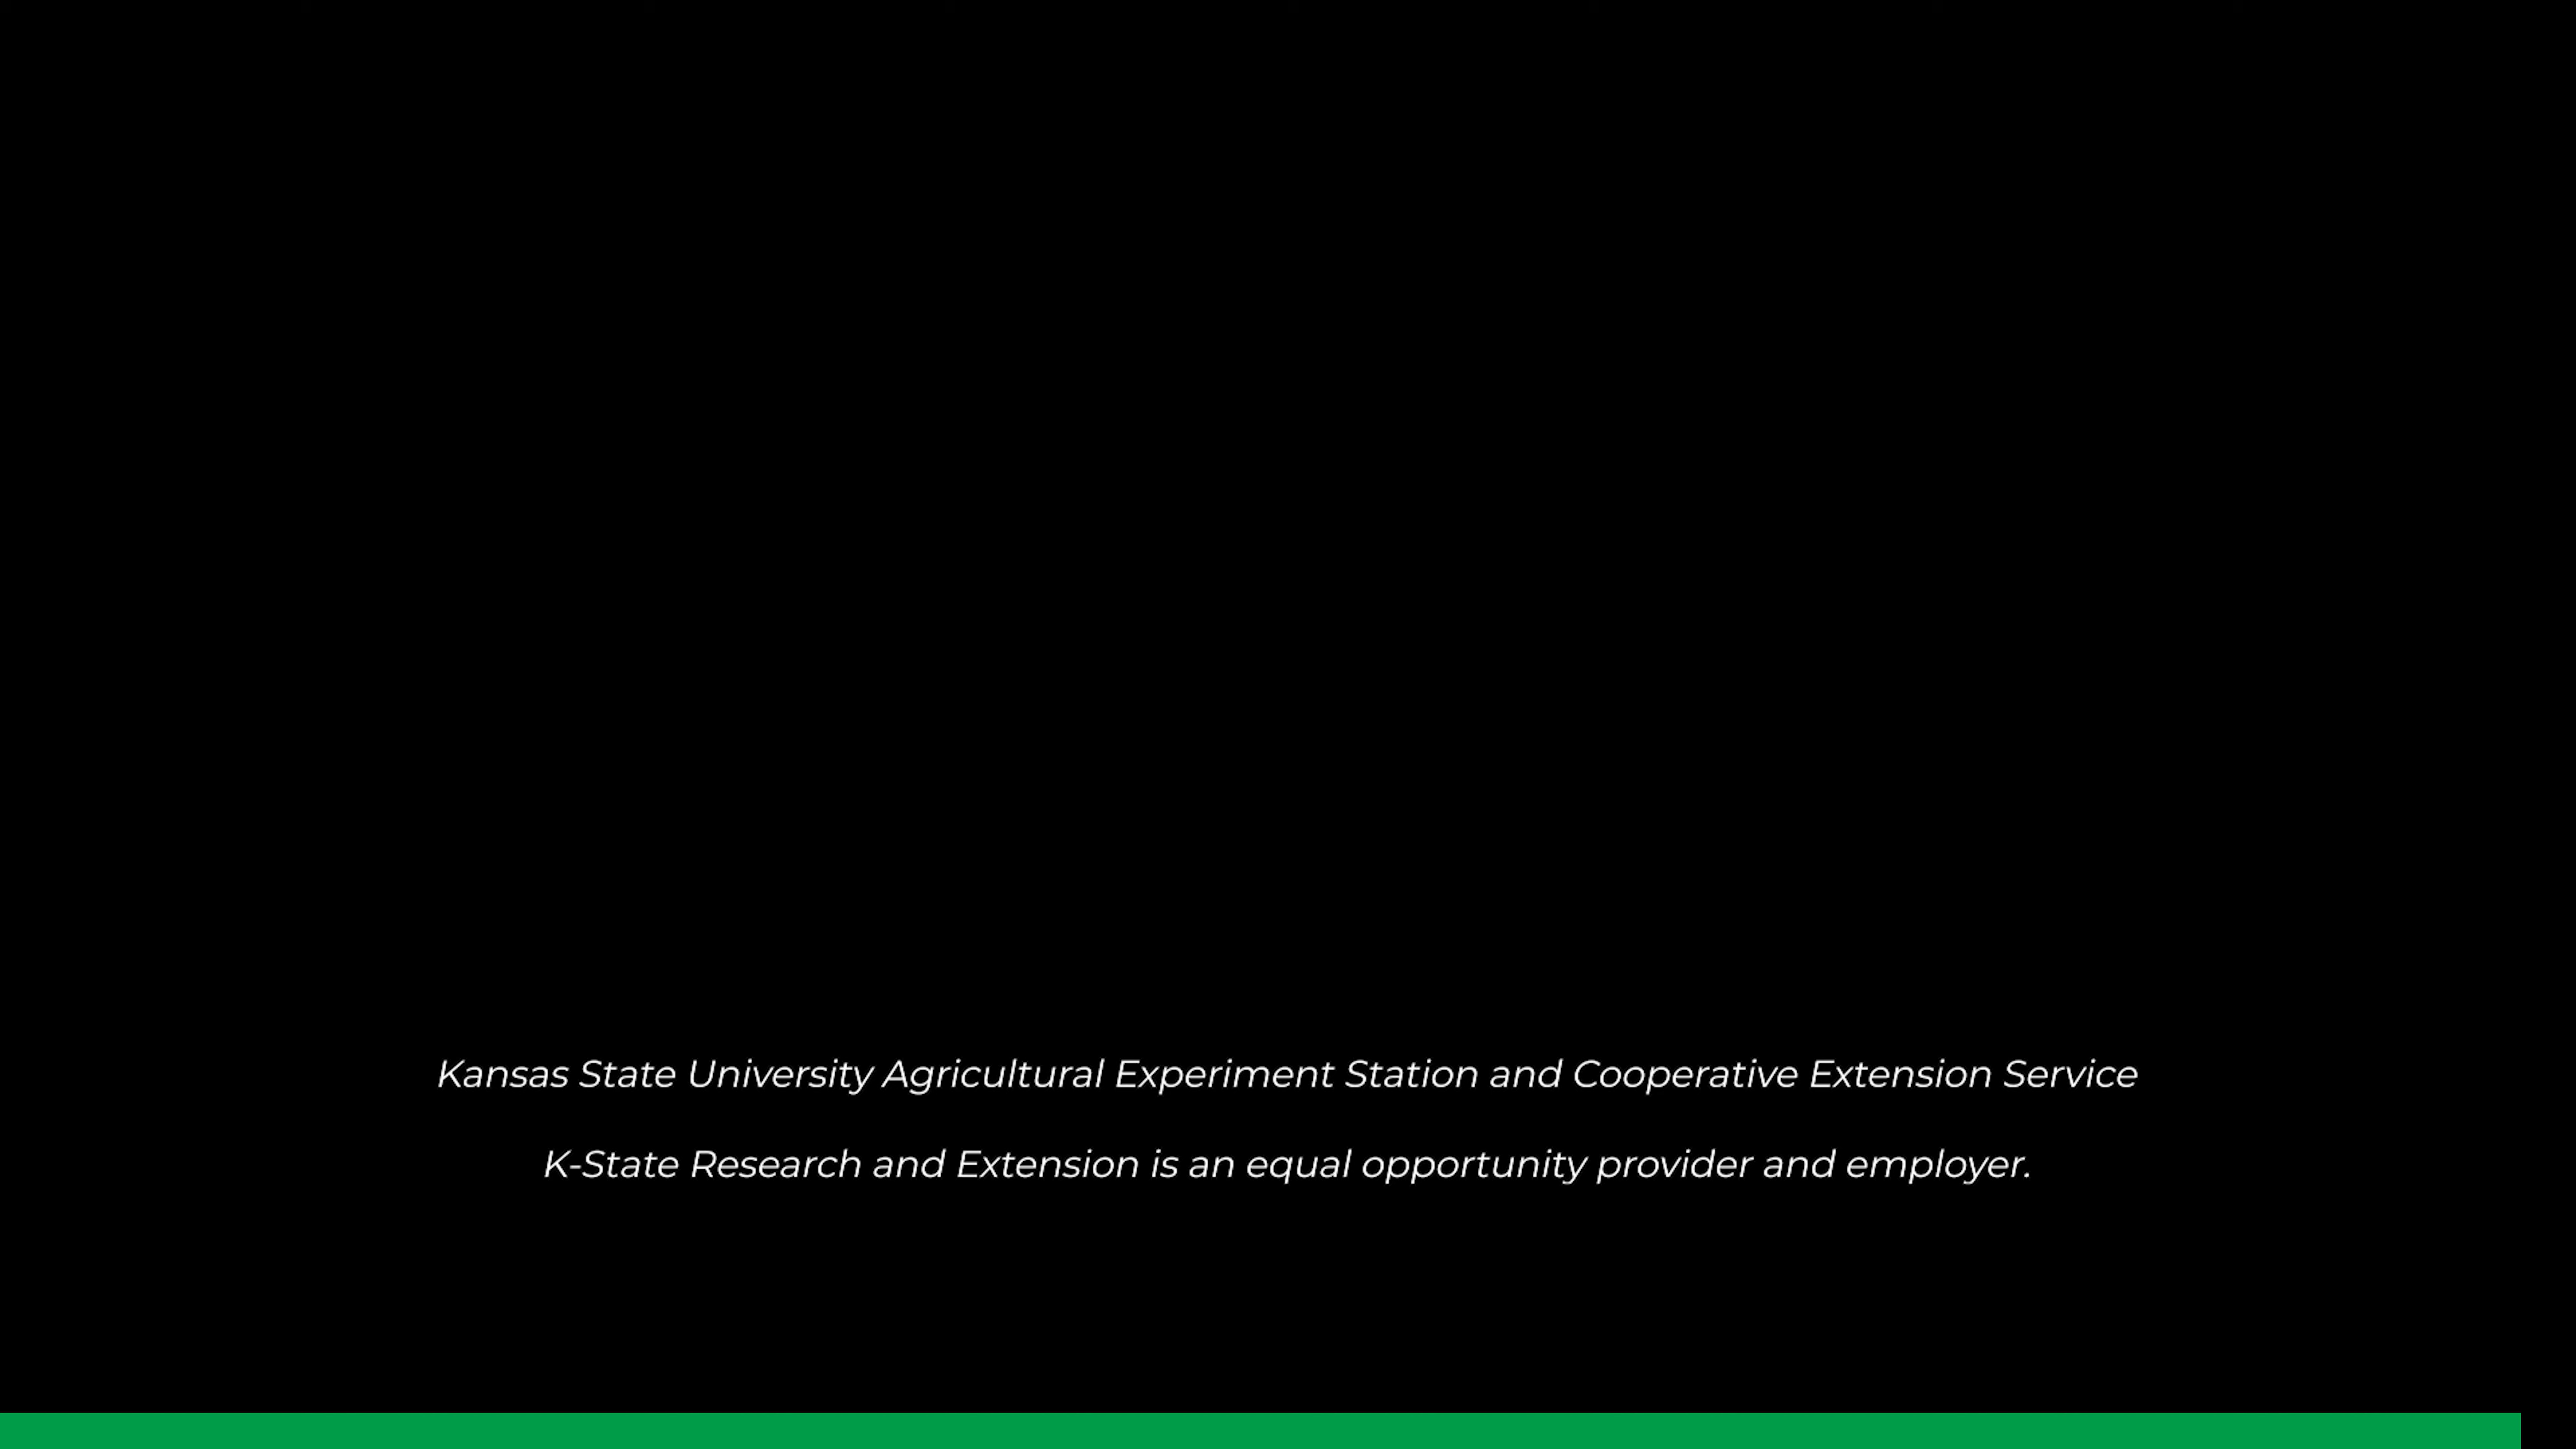 Kansas State University Agricultural Experiment Station and Cooperative Extension Service
K-State Research and Extension is an equal opportunity provider and employer.